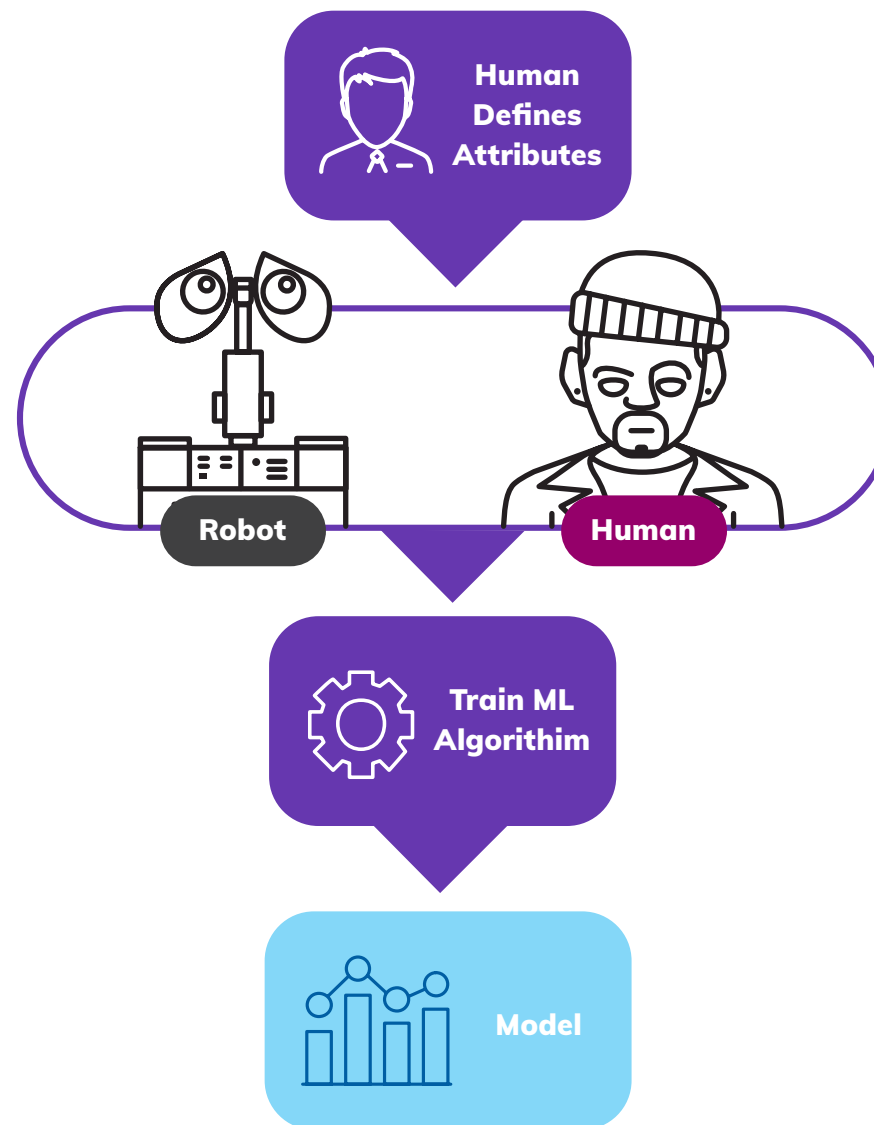 Human
Defines
Attributes
Robot
Human
Train ML
Algorithim
Model